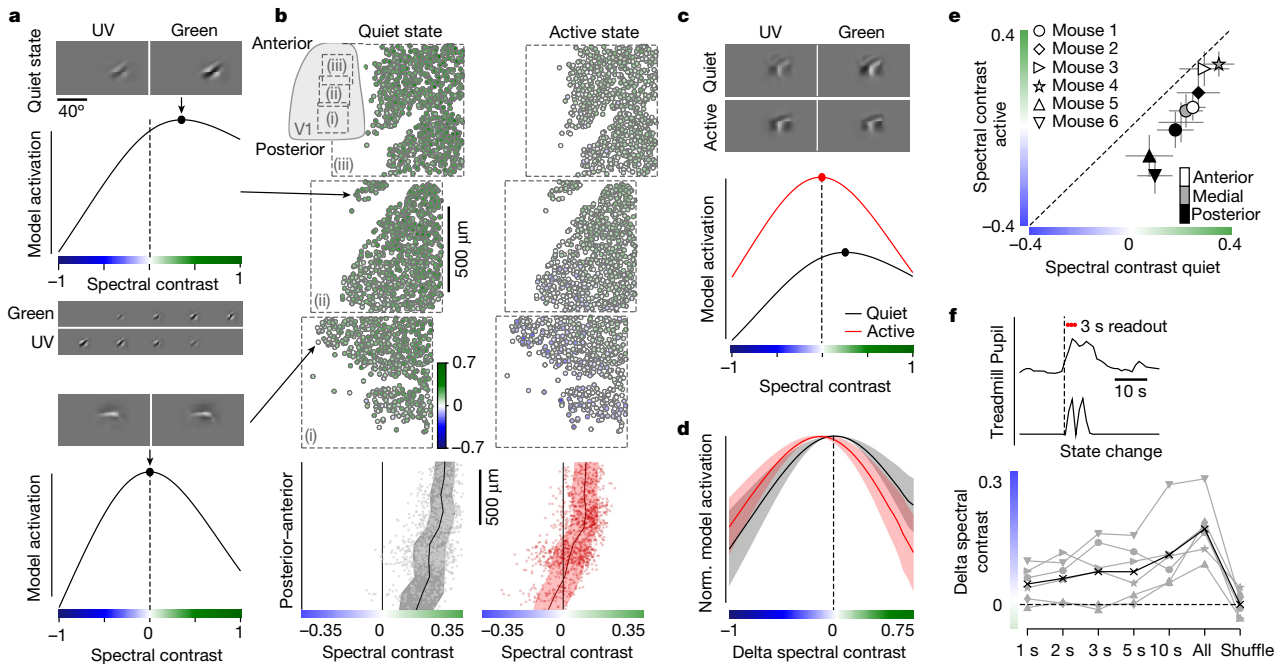 a
UV
Green
Quiet state
40°
Model activation
−1
0
1
Spectral contrast
Green
UV
Model activation
−1
0
1
Spectral contrast
b
Quiet state
Active state
Anterior
(iii)
(ii)
(i)
V1
Posterior
(iii)
(ii)
(i)
500 µm
0.7
0
−0.7
Posterior–anterior
500 µm
−0.35
0
0.35
−0.35
0
0.35
Spectral contrast
c
UV
Green
Quiet
Active
Model activation
Quiet
Active
−1
0
1
Spectral contrast
d
Norm. model activation
−1
0
0.75
Delta spectral contrast
e
Spectral contrast
active
0.4
−0.4
Mouse 1
Mouse 2
Mouse 3
Mouse 4
Mouse 5
Mouse 6
Anterior
Medial
Posterior
−0.4
0
0.4
Spectral contrast quiet
f
3 s readout
Treadmill Pupil
10 s
State change
Delta spectral
contrast
0.3
0
1 s 2 s 3 s 5 s 10 s All Shuffle